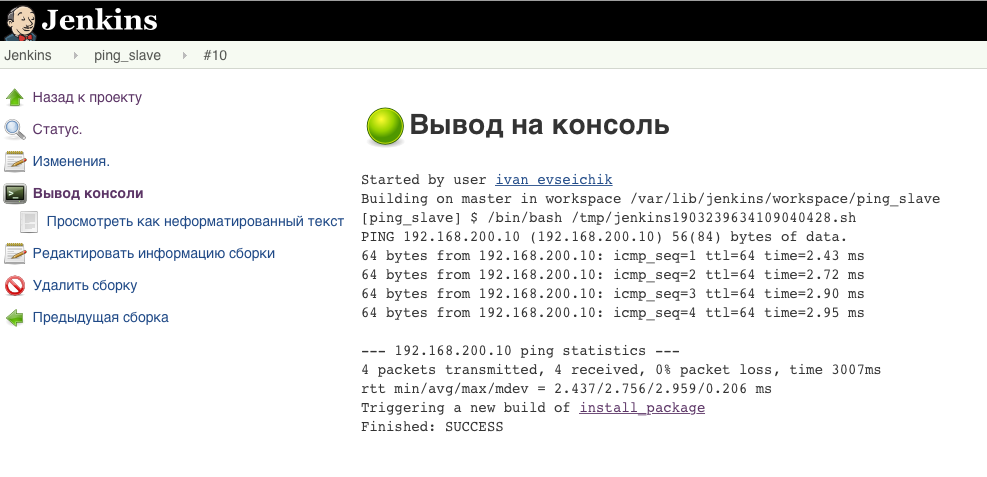 Jenkins
Jenkins ping_slave #10
Назад к проекту
Статус.
Изменения.
Вывод консоли
Просмотреть как неформатированный текст
Редактировать информацию сборки
Удалить сборку
Предыдущая сборка
Вывод на консоль
Started by user ivan evseichik
Building on master in workspace /var/lib/jenkins/workspace/ping_slave
[ping_slave] $ /bin/bash /tmp/jenkins1903239634109040428.sh
PING 192.168.200.10 (192.168.200.10) 56(84) bytes of data.
64 bytes from 192.168.200.10: icmp_seq=1 ttl=64 time=2.43 ms
64 bytes from 192.168.200.10: icmp_seq=2 ttl=64 time=2.72 ms
64 bytes from 192.168.200.10: icmp_seq=3 ttl=64 time=2.90 ms
64 bytes from 192.168.200.10: icmp_seq=4 ttl=64 time=2.95 ms
--- 192.168.200.10 ping statistics ---
4 packets transmitted, 4 received, 0% packet loss, time 3007ms
rtt min/avg/max/mdev = 2.437/2.756/2.959/0.206 ms
Triggering a new build of install_package
Finished: SUCCESS